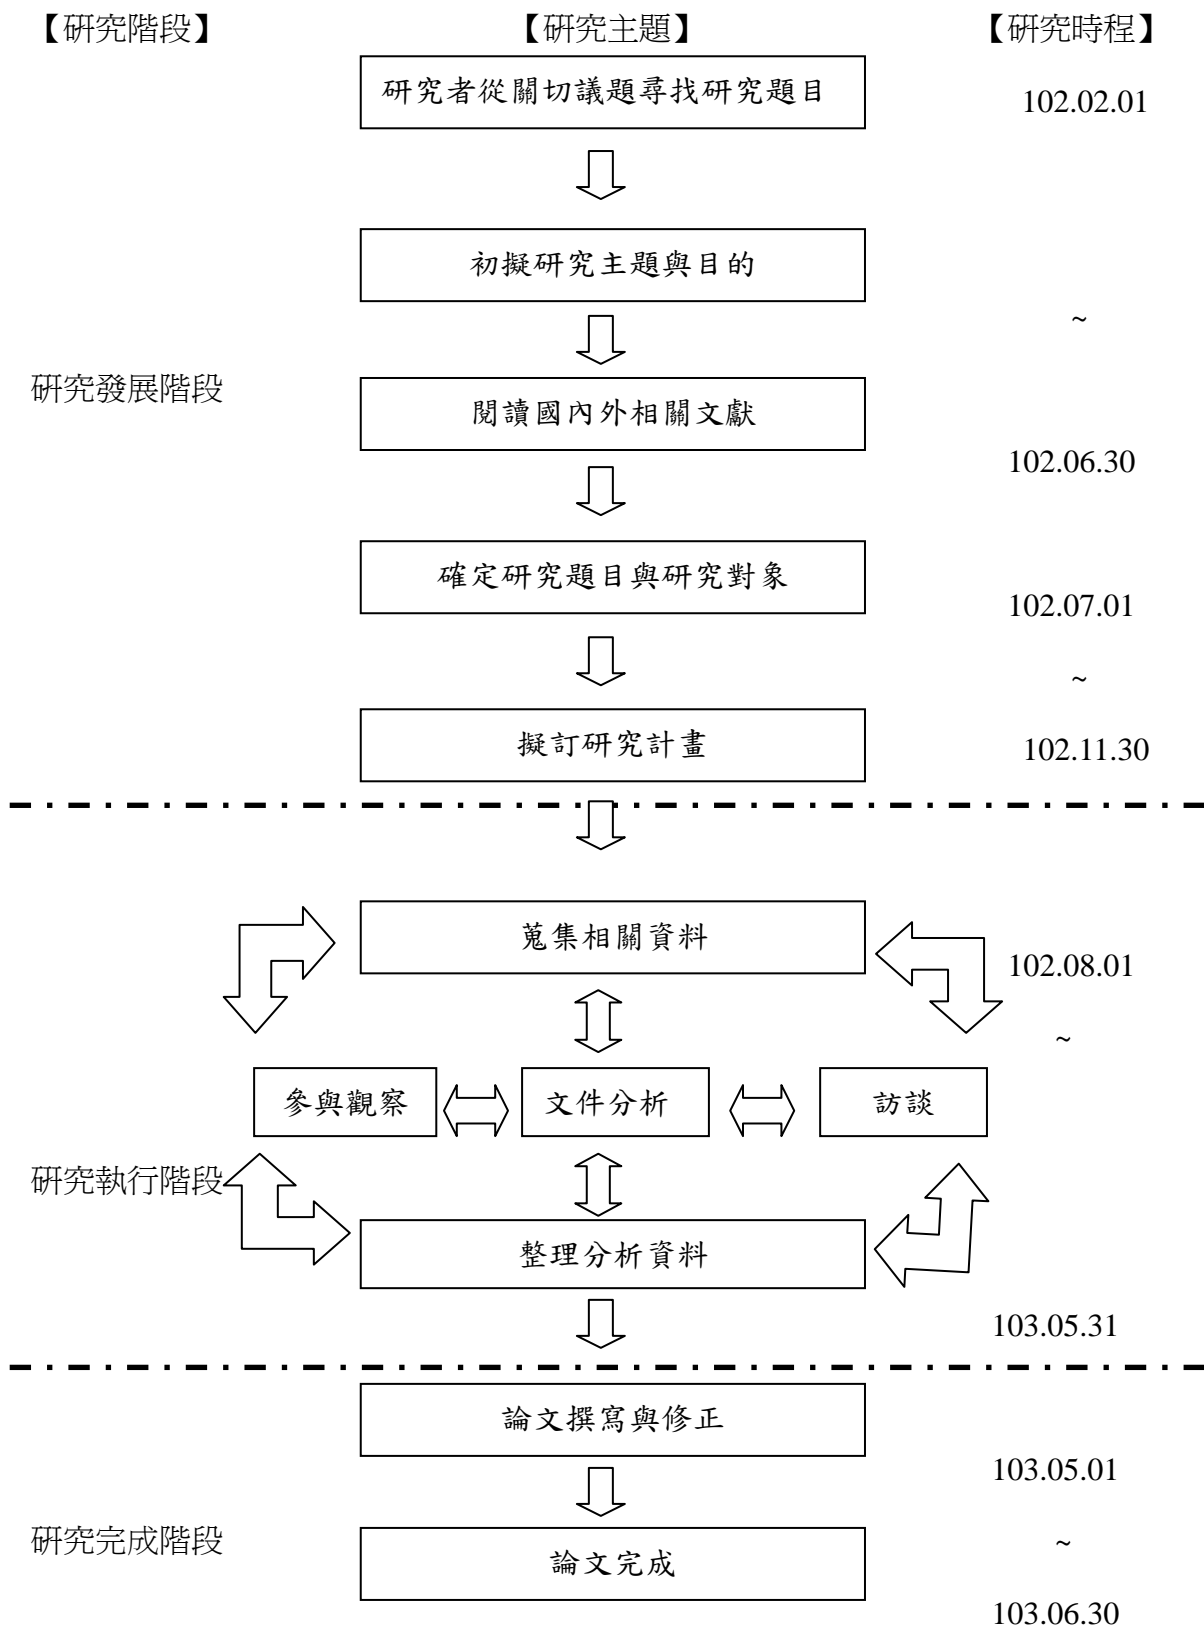 【研究階段】 【研究主題】 【研究時程】
研究者從關切議題尋找研究題目
102.02.01
初擬研究主題與目的
~
研究發展階段
閱讀國內外相關文獻
102.06.30
確定研究題目與研究對象
102.07.01
~
擬訂研究計畫
102.11.30
蒐集相關資料
102.08.01
~
參與觀察 文件分析 訪談
研究執行階段
整理分析資料
103.05.31
論文撰寫與修正
103.05.01
研究完成階段
~
論文完成
103.06.30